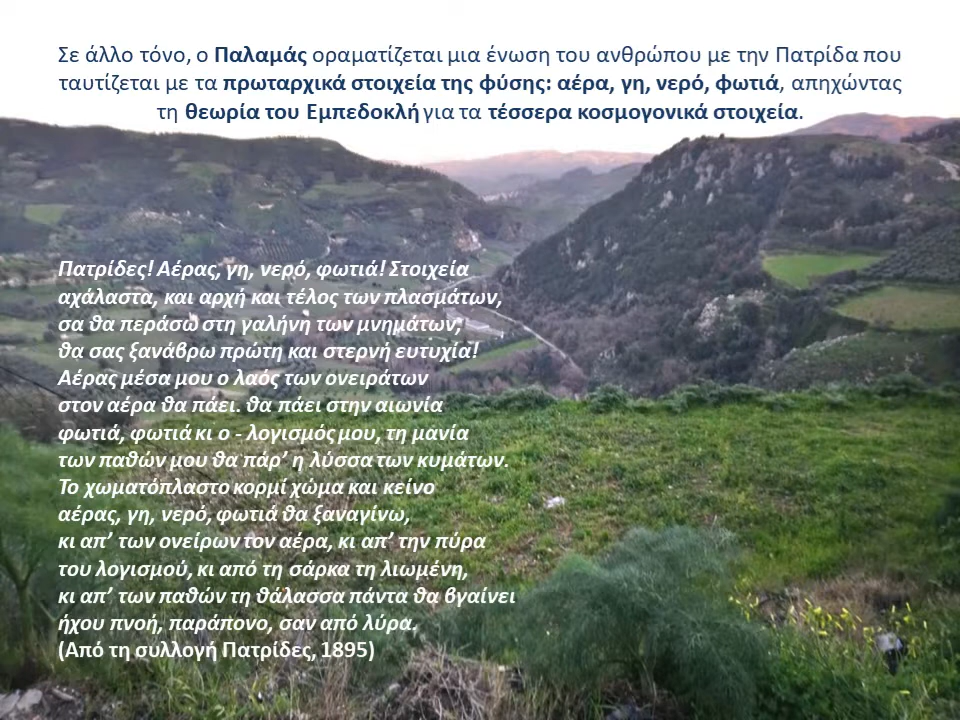 Σε άλλο τόνο, ο Παλαμάς οραματίζεται μια ένωση του ανθρώπου με την Πατρίδα που
ταυτίζεται με τα πρωταρχικά στοιχεία της φύσης: αέρα, γη, νερό, φωτιά, απηχώντας
τη θεωρία του Εμπεδοκλή για τα τέσσερα κοσμογονικά στοιχεία.
Πατρίδες! Αέρας, γη, νερό, φωτιά! Στοιχεία
αχάλαστα, και αρχή και τέλος των πλασμάτων,
σα θα περάσω στη γαλήνη των μνημάτων,
θα σας ξανάβρω πρώτη και στερνή ευτυχία!
Αέρας μέσα μου ο λαός των ονειράτων
στον αέρα θα πάει. θα πάει στην αιωνία
φωτιά, φωτιά κι ο - λογισμός μου, τη μανία
των παθών μου θα πάρ’ η λύσσα των κυμάτων.
Το χωματόπλαστο κορμί χώμα και κείνο
αέρας, γη, νερό, φωτιά θα ξαναγίνω,
κι απ’ των ονείρων τον αέρα, κι απ’ την πύρα
του λογισμού, κι από τη σάρκα τη λιωμένη,
κι απ’ των παθών τη θάλασσα πάντα θα βγαίνει
ήχου πνοή, παράπονο, σαν από λύρα.
(Από τη συλλογή Πατρίδες, 1895)